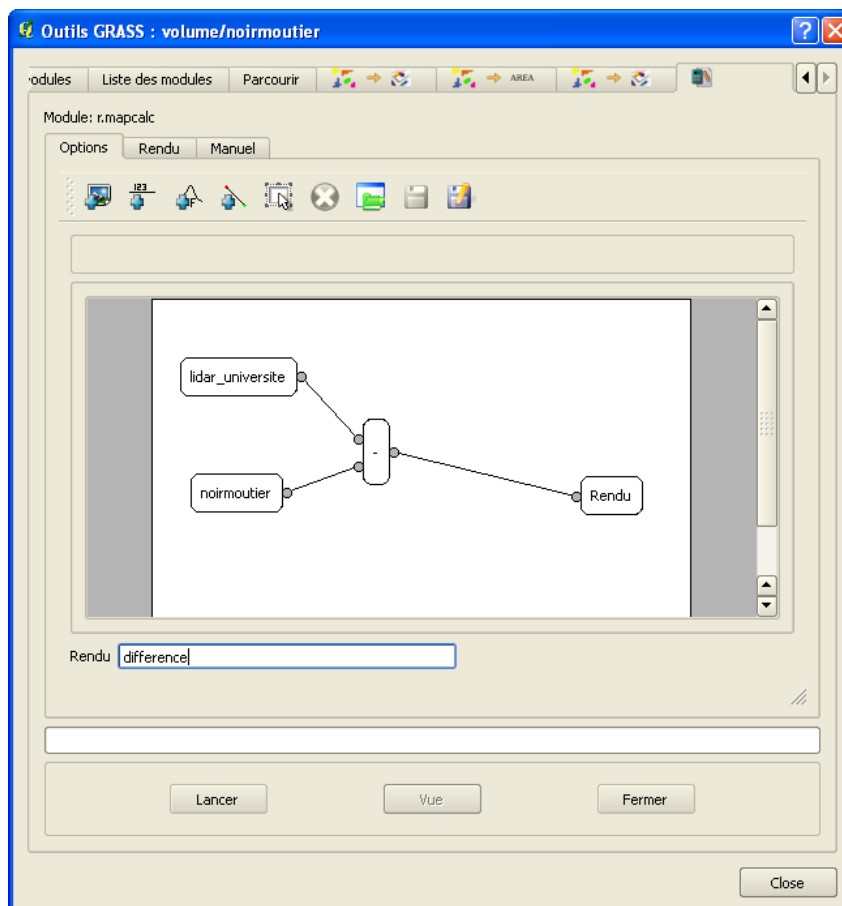 Outils GRASS : volume/noirmoutier
odules Liste des modules Parcourir AREA
Module: r.mapcalc
Options Rendu Manuel
123
F
lidar_universite
-
noirmoutier
Rendu
Rendu difference
Lancer Vue Fermer
Close